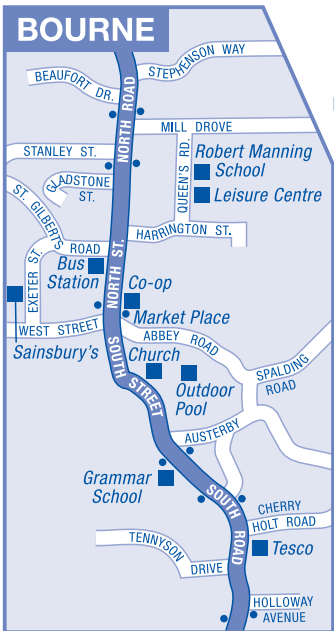 BOURNE
STEPHENSON WAY
BEAUFORT DR.
NORTH ROAD
MILL DROVE
STANLEY ST.
QUEEN'S RD.
Robert Manning
School
Leisure Centre
GLADSTONE
ST.
ST. GILBERT'S
ROAD
HARRINGTON ST.
EXETER ST.
Bus
Station
NORTH ST.
Co-op
Market Place
WEST STREET
Sainsbury's
ABBEY
ROAD
Church
SOUTH
STREET
Outdoor
Pool
SPALDING
ROAD
AUSTERBY
Grammar
School
SOUTH
ROAD
CHERRY
HOLT ROAD
Tesco
TENNYSON
DRIVE
HOLLOWAY
AVENUE